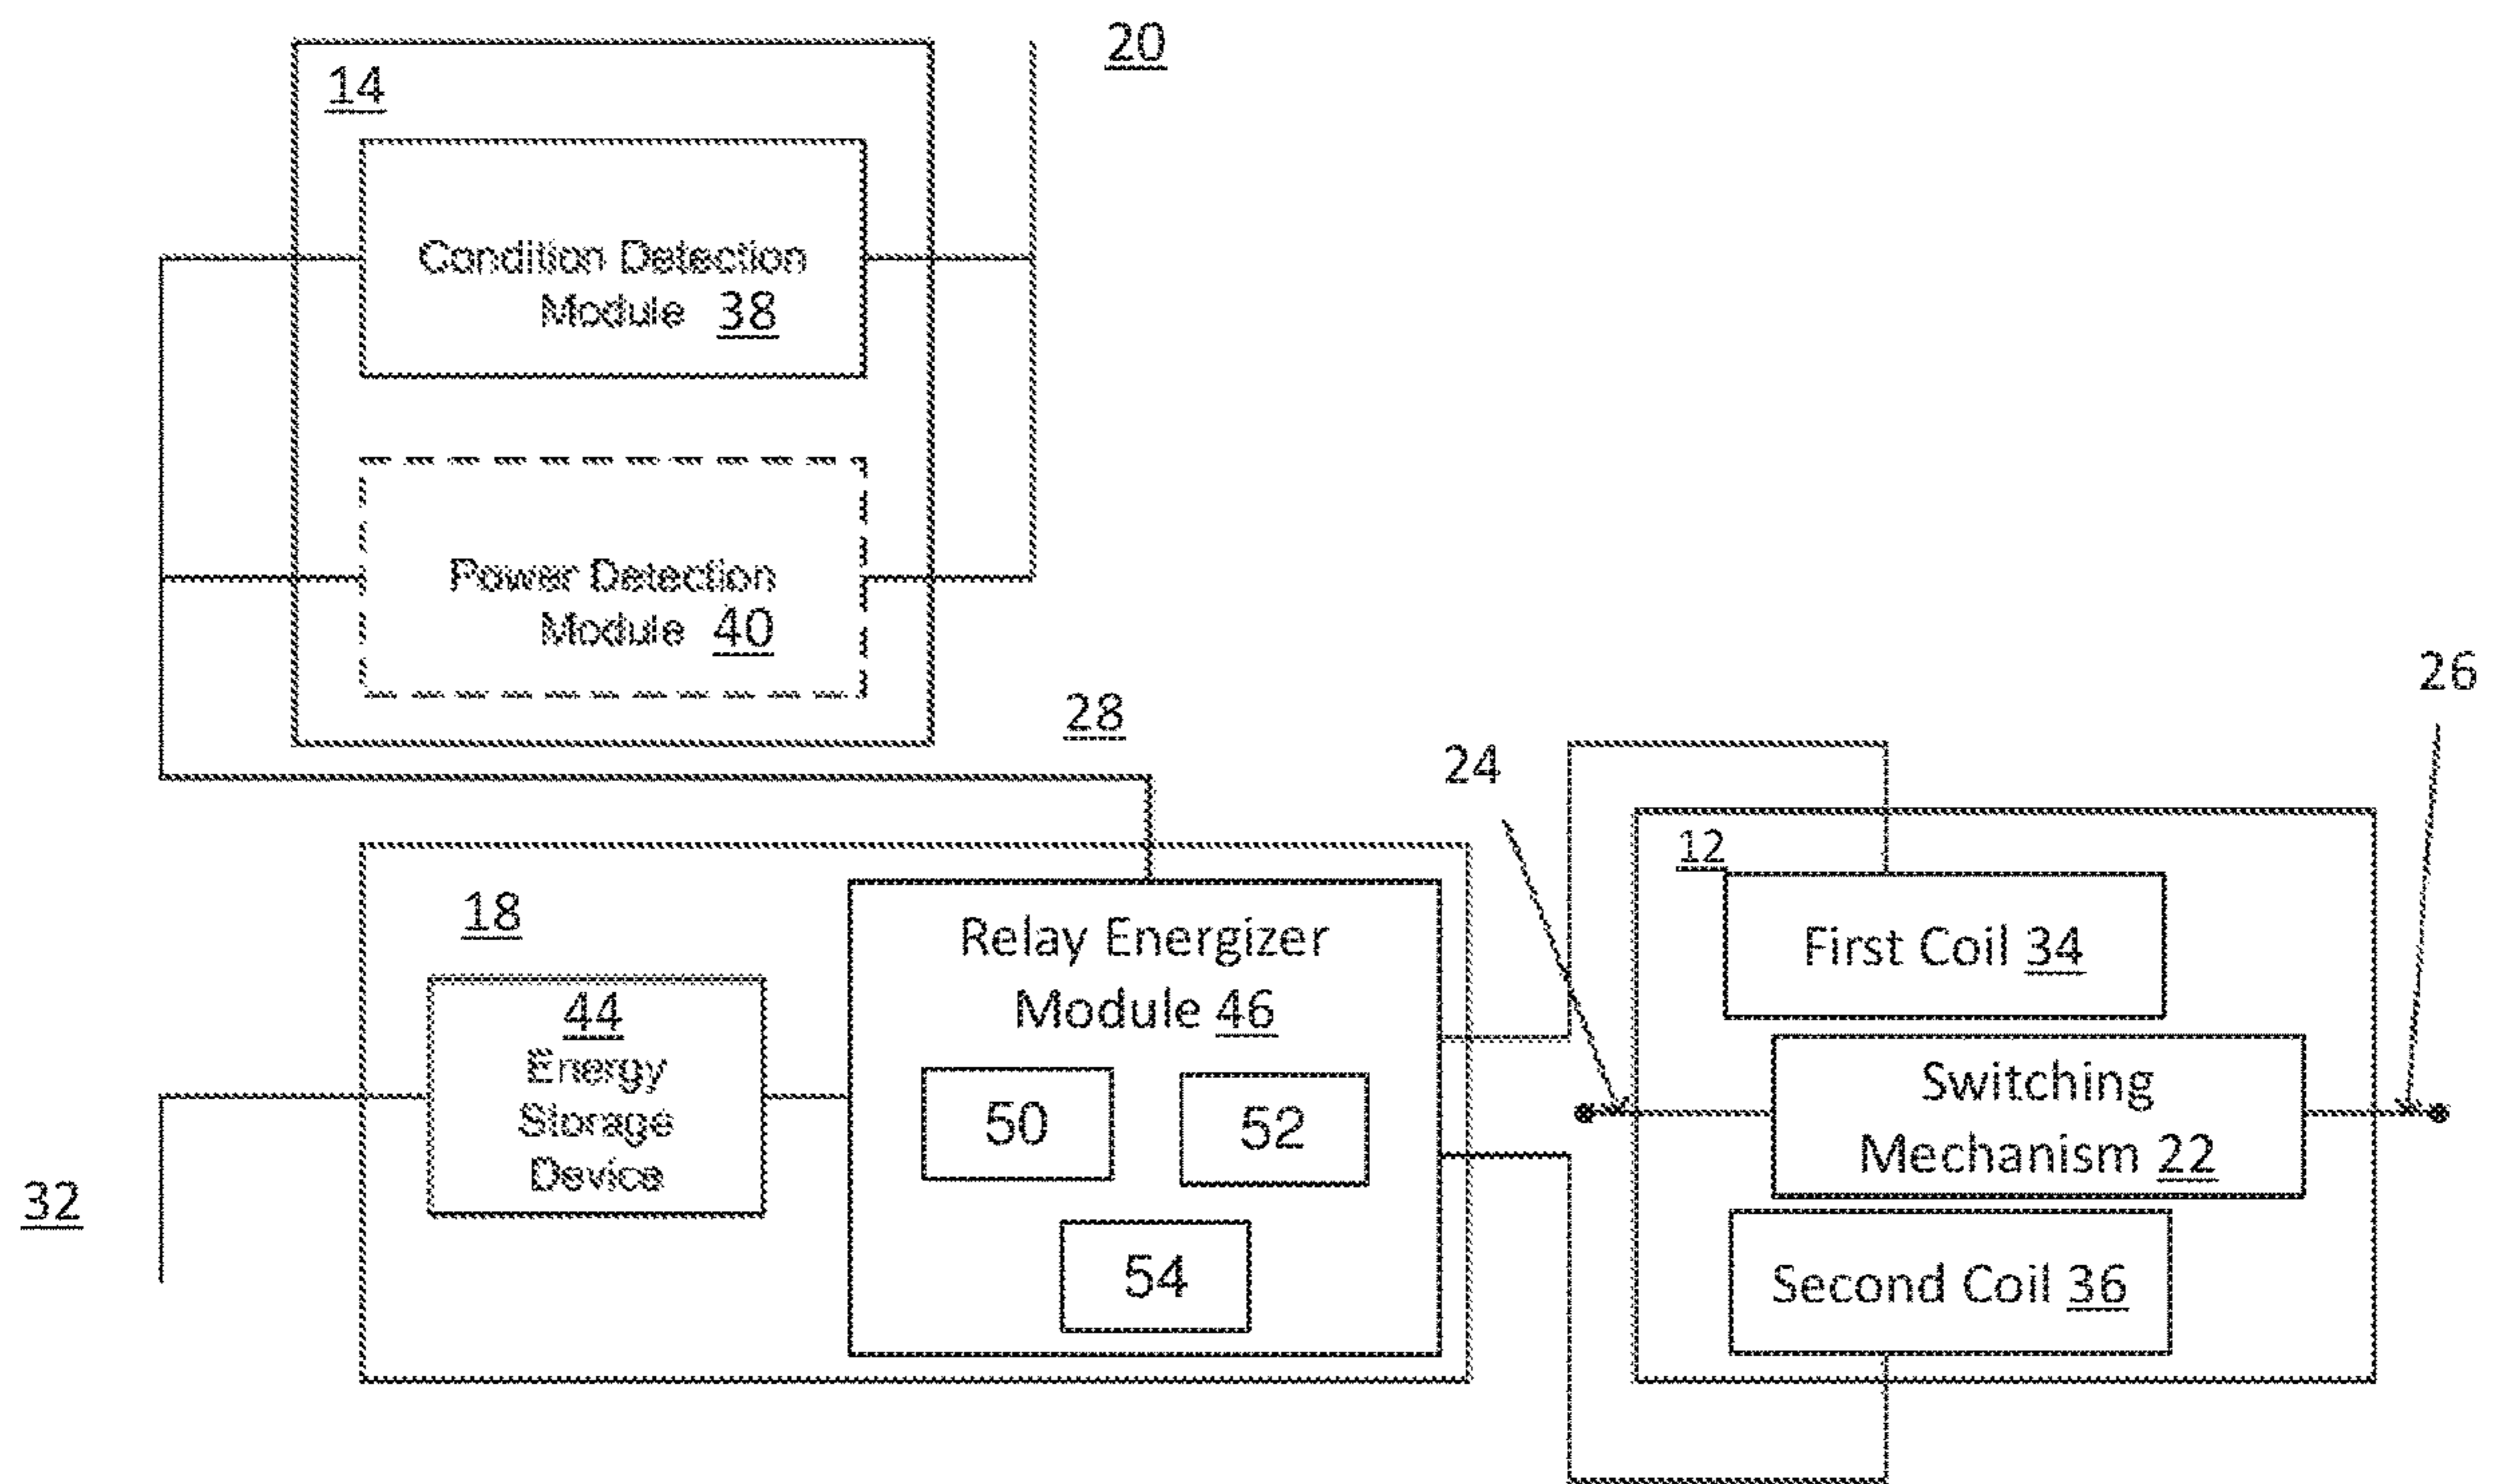 20
14
Condition Detection
Module 38
Power Detection
Module 40
28
26
24
12
18
Relay Energizer
Module 46
First Coil 34
44
Energy
Storage
Device
50
52
54
Switching
Mechanism 22
Second Coil 36
32